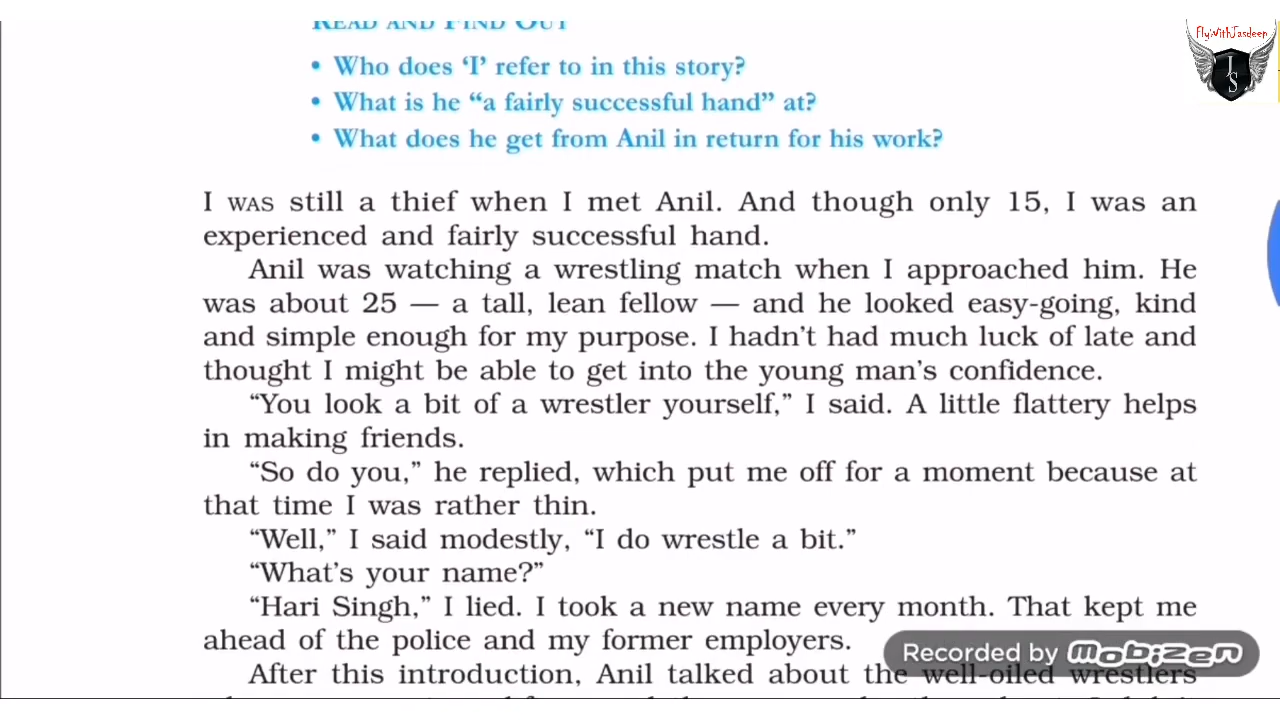 READ AND FIND OUT
FlyWithJasdeep
JS
• Who does ‘I’ refer to in this story?
• What is he “a fairly successful hand” at?
• What does he get from Anil in return for his work?
I WAS still a thief when I met Anil. And though only 15, I was an
experienced and fairly successful hand.
Anil was watching a wrestling match when I approached him. He
was about 25 — a tall, lean fellow — and he looked easy-going, kind
and simple enough for my purpose. I hadn’t had much luck of late and
thought I might be able to get into the young man’s confidence.
“You look a bit of a wrestler yourself,” I said. A little flattery helps
in making friends.
“So do you,” he replied, which put me off for a moment because at
that time I was rather thin.
“Well,” I said modestly, “I do wrestle a bit.”
“What’s your name?”
“Hari Singh,” I lied. I took a new name every month. That kept me
ahead of the police and my former employers.
Recorded by mobizen
After this introduction, Anil talked about the well-oiled wrestlers